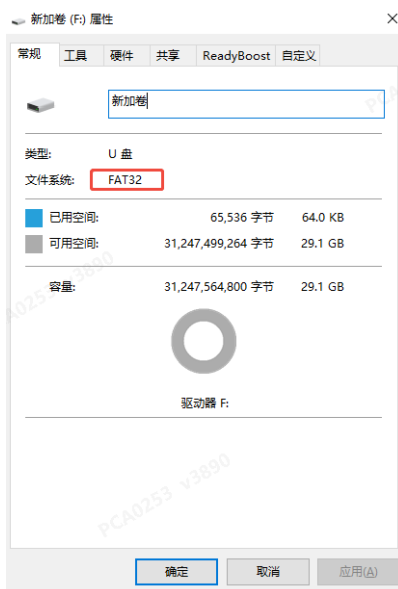 新加卷 (F:) 属性
常规 工具 硬件 共享 ReadyBoost 自定义
新加卷
类型: U 盘
文件系统: FAT32
已用空间: 65,536 字节 64.0 KB
可用空间: 31,247,499,264 字节 29.1 GB
容量: 31,247,564,800 字节 29.1 GB
驱动器 F:
PCA0253 v3890
确定 取消 应用(A)